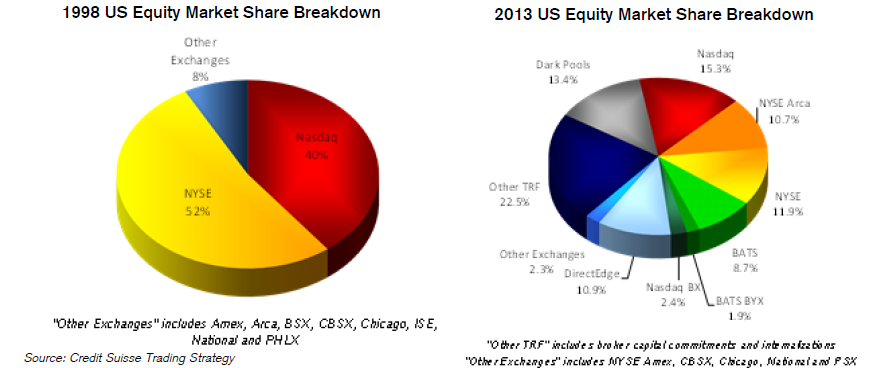 1998 US Equity Market Share Breakdown
Other
Exchanges
8%
Nasdaq
40%
NYSE
52%
"Other Exchanges" includes Amex, Arca, BSX, CBSX, Chicago, ISE,
National and PHLX
Source: Credit Suisse Trading Strategy
2013 US Equity Market Share Breakdown
Nasdaq
15.3%
NYSE Arca
10.7%
NYSE
11.9%
BATS
8.7%
BATS BYX
1.9%
Nasdaq BX
2.4%
DirectEdge
10.9%
Other Exchanges
2.3%
Other TRF
22.5%
Dark Pools
13.4%
"Other TRF" includes broker capital commitments and internalizations
"Other Exchanges" includes NYSE Amex, CBSX, Chicago, National and PSX